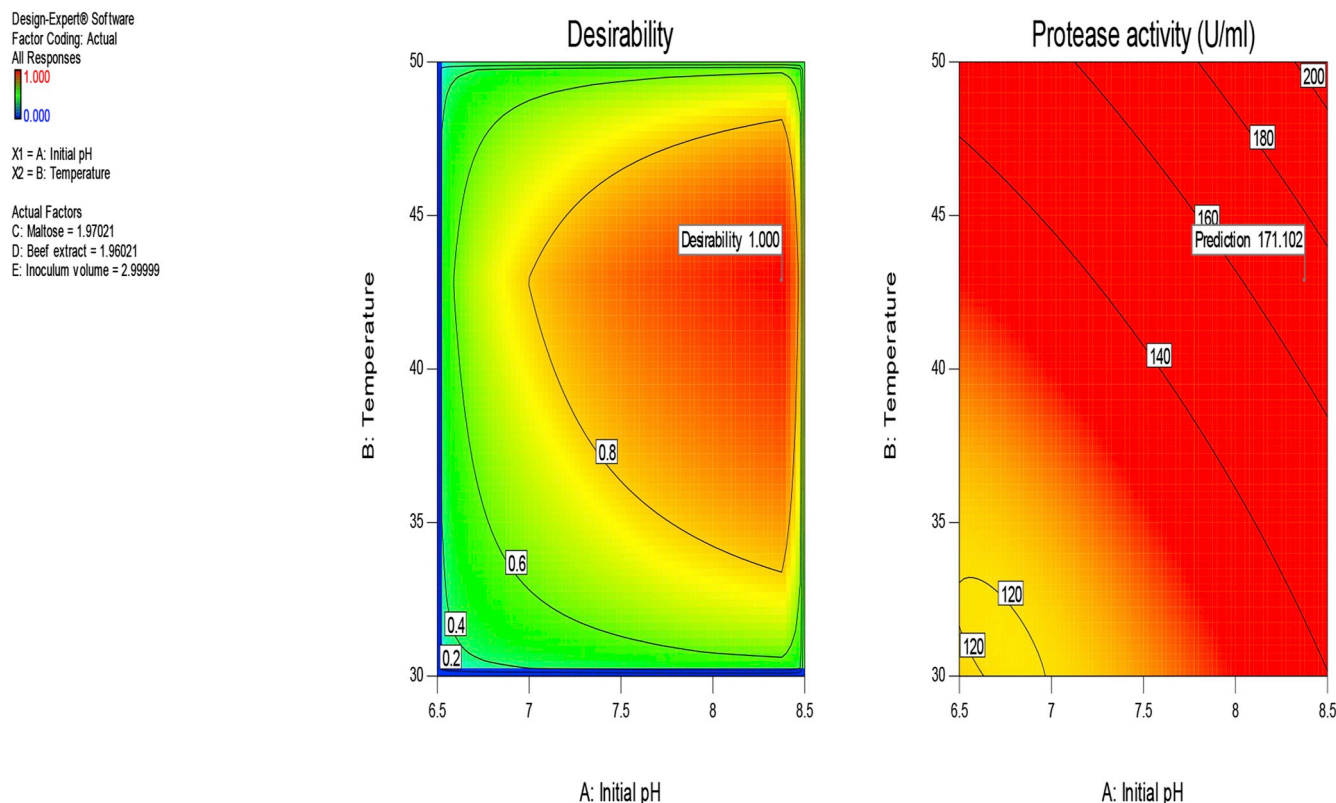 Design-Expert® Software
Factor Coding: Actual
All Responses
1.000
0.000
X1 = A: Initial pH
X2 = B: Temperature
Actual Factors
C: Maltose = 1.97021
D: Beef extract = 1.96021
E: Inoculum volume = 2.99999
Desirability
50
45
40
35
30
B: Temperature
Desirability 1.000
0.8
0.6
0.4
0.2
6.5 7 7.5 8 8.5
A: Initial pH
Protease activity (U/ml)
50
45
40
35
30
B: Temperature
200
180
160
Prediction 171.102
140
120
120
6.5 7 7.5 8 8.5
A: Initial pH